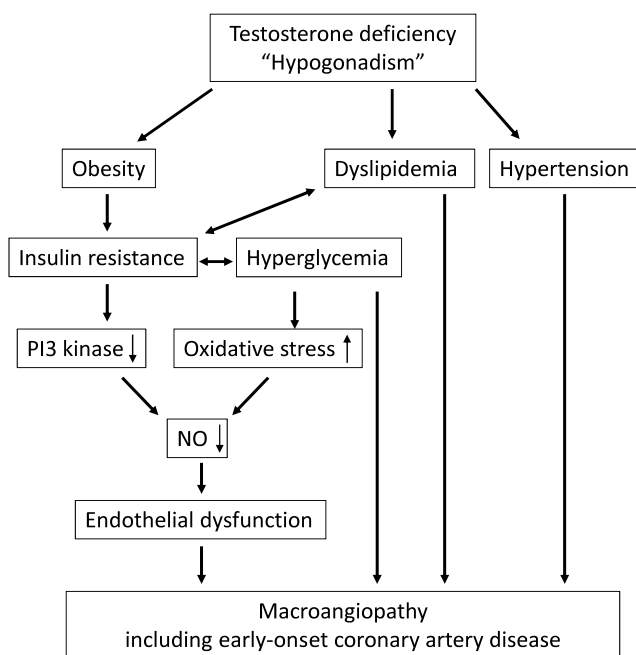 Testosterone deficiency
“Hypogonadism”
Obesity
Dyslipidemia
Hypertension
Insulin resistance
Hyperglycemia
PI3 kinase
Oxidative stress
NO
Endothelial dysfunction
Macroangiopathy
including early-onset coronary artery disease